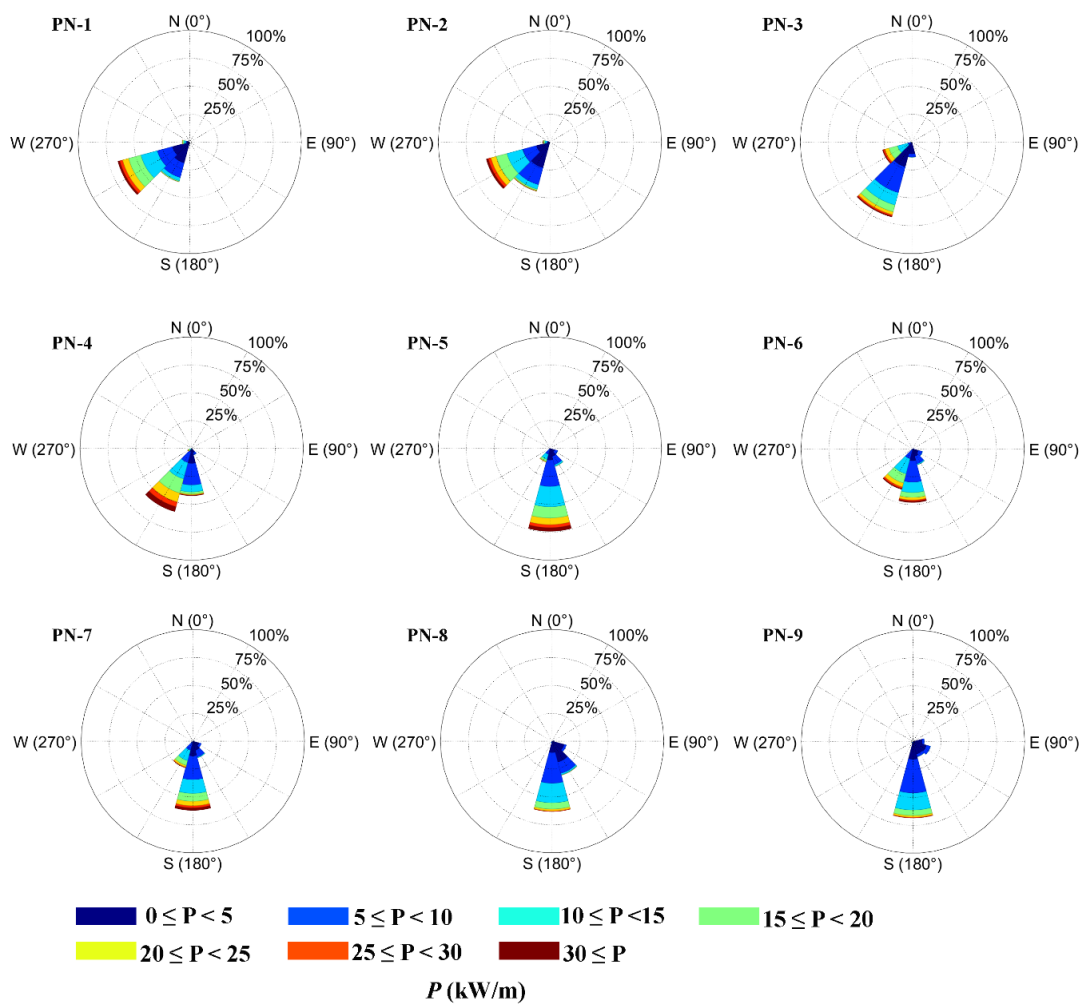 PN-1
N (0°)
100%
75%
50%
25%
W (270°)
E (90°)
S (180°)
PN-2
N (0°)
100%
75%
50%
25%
W (270°)
E (90°)
S (180°)
PN-3
N (0°)
100%
75%
50%
25%
W (270°)
E (90°)
S (180°)
PN-4
N (0°)
100%
75%
50%
25%
W (270°)
E (90°)
S (180°)
PN-5
N (0°)
100%
75%
50%
25%
W (270°)
E (90°)
S (180°)
PN-6
N (0°)
100%
75%
50%
25%
W (270°)
E (90°)
S (180°)
PN-7
N (0°)
100%
75%
50%
25%
W (270°)
E (90°)
S (180°)
PN-8
N (0°)
100%
75%
50%
25%
W (270°)
E (90°)
S (180°)
PN-9
N (0°)
100%
75%
50%
25%
W (270°)
E (90°)
S (180°)
0 ≤ P < 5
5 ≤ P < 10
10 ≤ P <15
15 ≤ P < 20
20 ≤ P < 25
25 ≤ P < 30
30 ≤ P
P (kW/m)